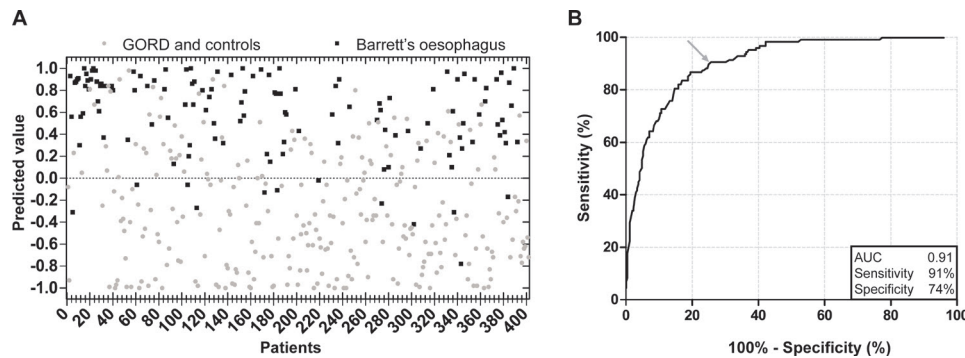 A
GORD and controls
Barrett's oesophagus
Predicted value
1.0
0.8
0.6
0.4
0.2
0.0
-0.2
-0.4
-0.6
-0.8
-1.0
0 20 40 60 80 100 120 140 160 180 200 220 240 260 280 300 320 340 360 380 400
Patients
B
Sensitivity (%)
100
80
60
40
20
0
AUC 0.91
Sensitivity 91%
Specificity 74%
0 20 40 60 80 100
100% - Specificity (%)